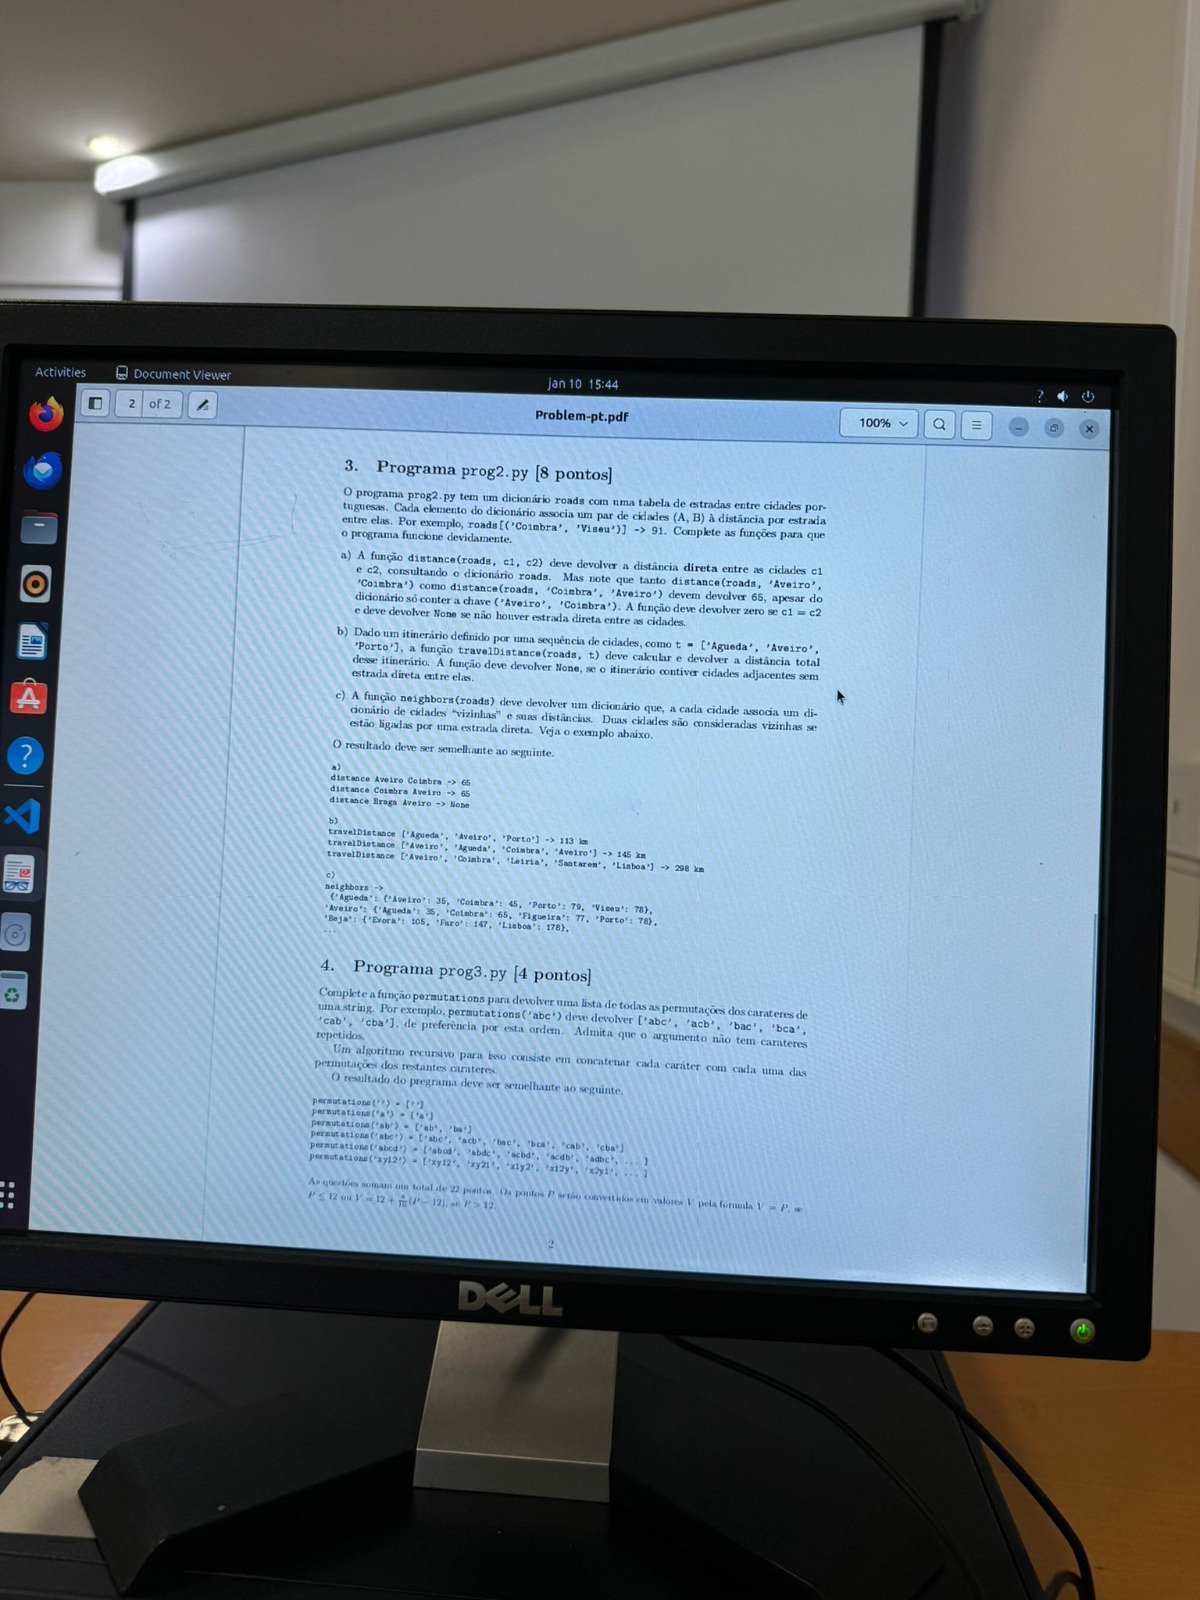 Activities Document Viewer Jan 10 15:44
2 of 2 Problem-pt.pdf 100%
3. Programa prog2.py [8 pontos]
O programa prog2.py tem um dicionário roads com uma tabela de estradas entre cidades por-
tuguesas. Cada elemento do dicionário associa um par de cidades (A, B) à distância por estrada
entre elas. Por exemplo, roads[('Coimbra', 'Viseu')] -> 91. Complete as funções para que
o programa funcione devidamente.
a) A função distance(roads, c1, c2) deve devolver a distância direta entre as cidades c1
e c2, consultando o dicionário roads. Mas note que tanto distance(roads, 'Aveiro',
'Coimbra') como distance(roads, 'Coimbra', 'Aveiro') devem devolver 65, apesar do
dicionário só conter a chave ('Aveiro', 'Coimbra'). A função deve devolver zero se c1 = c2
e deve devolver None se não houver estrada direta entre as cidades.
b) Dado um itinerário definido por uma sequência de cidades, como t = ['Agueda', 'Aveiro',
'Porto'], a função travelDistance(roads, t) deve calcular e devolver a distância total
desse itinerário. A função deve devolver None, se o itinerário contiver cidades adjacentes sem
estrada direta entre elas.
c) A função neighbors(roads) deve devolver um dicionário que, a cada cidade associa um di-
cionário de cidades “vizinhas” e suas distâncias. Duas cidades são consideradas vizinhas se
estão ligadas por uma estrada direta. Veja o exemplo abaixo.
O resultado deve ser semelhante ao seguinte.
a)
distance Aveiro Coimbra -> 65
distance Coimbra Aveiro -> 65
distance Braga Aveiro -> None
b)
travelDistance ['Agueda', 'Aveiro', 'Porto'] -> 113 km
travelDistance ['Aveiro', 'Agueda', 'Coimbra', 'Aveiro'] -> 145 km
travelDistance ['Aveiro', 'Coimbra', 'Leiria', 'Santarem', 'Lisboa'] -> 298 km
c)
neighbors ->
{'Agueda': {'Aveiro': 35, 'Coimbra': 45, 'Porto': 79, 'Viseu': 78},
'Aveiro': {'Agueda': 35, 'Coimbra': 65, 'Figueira': 77, 'Porto': 78},
'Beja': {'Evora': 105, 'Faro': 147, 'Lisboa': 178},
...
4. Programa prog3.py [4 pontos]
Complete a função permutations para devolver uma lista de todas as permutações dos carateres de
uma string. Por exemplo, permutations('abc') deve devolver ['abc', 'acb', 'bac', 'bca',
'cab', 'cba'], de preferência por esta ordem. Admita que o argumento não tem carateres
repetidos.
Um algoritmo recursivo para isso consiste em concatenar cada caráter com cada uma das
permutações dos restantes carateres.
O resultado do programa deve ser semelhante ao seguinte.
permutations('') = ['']
permutations('a') = ['a']
permutations('ab') = ['ab', 'ba']
permutations('abc') = ['abc', 'acb', 'bac', 'bca', 'cab', 'cba']
permutations('abcd') = ['abcd', 'abdc', 'acbd', 'acdb', 'adbc', ... ]
permutations('xy12') = ['xy12', 'xy21', 'x1y2', 'x12y', 'x2y1', ... ]
As questões somam um total de 22 pontos. Os pontos P serão convertidos em valores V pela fórmula V = P, se
P ≤ 12 ou V = 12 + (P − 12), se P > 12.
2
DELL